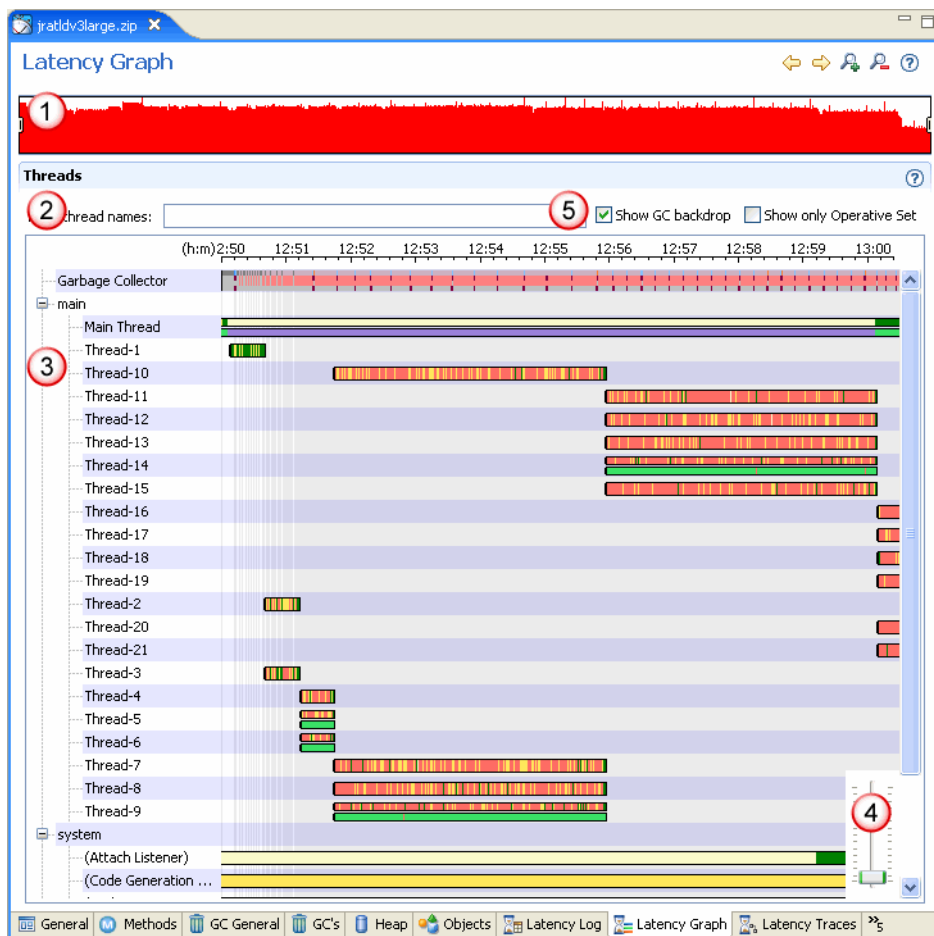 jratldv3large.zip
Latency Graph
1
Threads
2 thread names: 5 Show GC backdrop Show only Operative Set
(h:m) 2:50 12:51 12:52 12:53 12:54 12:55 12:56 12:57 12:58 12:59 13:00
Garbage Collector
main
Main Thread
Thread-1
3
Thread-10
Thread-11
Thread-12
Thread-13
Thread-14
Thread-15
Thread-16
Thread-17
Thread-18
Thread-19
Thread-2
Thread-20
Thread-21
Thread-3
Thread-4
Thread-5
Thread-6
Thread-7
Thread-8
Thread-9
4
system
(Attach Listener)
(Code Generation ...
General Methods GC General GC's Heap Objects Latency Log Latency Graph Latency Traces »5